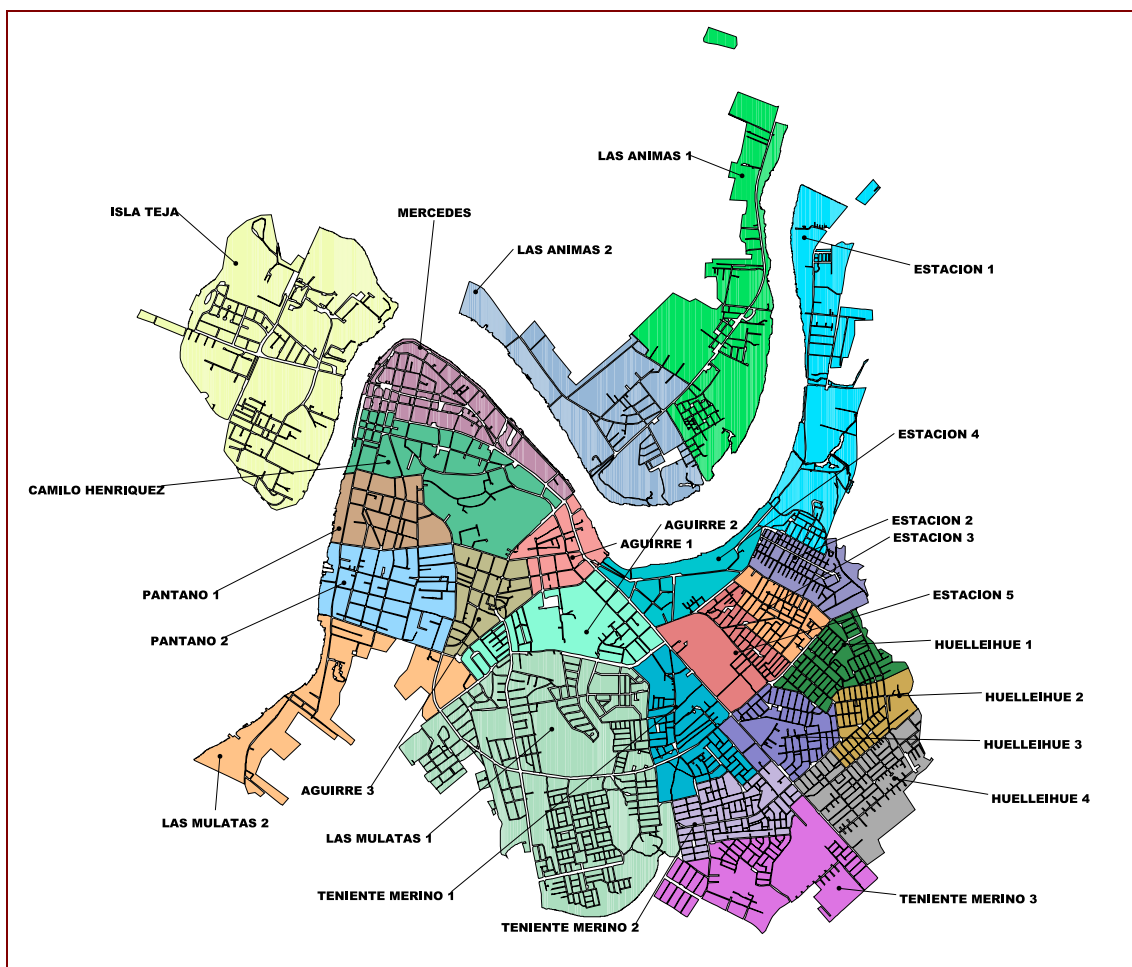 LAS ANIMAS 1
ISLA TEJA
MERCEDES
LAS ANIMAS 2
ESTACION 1
ESTACION 4
CAMILO HENRIQUEZ
ESTACION 2
AGUIRRE 2
ESTACION 3
AGUIRRE 1
PANTANO 1
ESTACION 5
PANTANO 2
HUELLEIHUE 1
HUELLEIHUE 2
HUELLEIHUE 3
AGUIRRE 3
HUELLEIHUE 4
LAS MULATAS 2
LAS MULATAS 1
TENIENTE MERINO 1
TENIENTE MERINO 3
TENIENTE MERINO 2